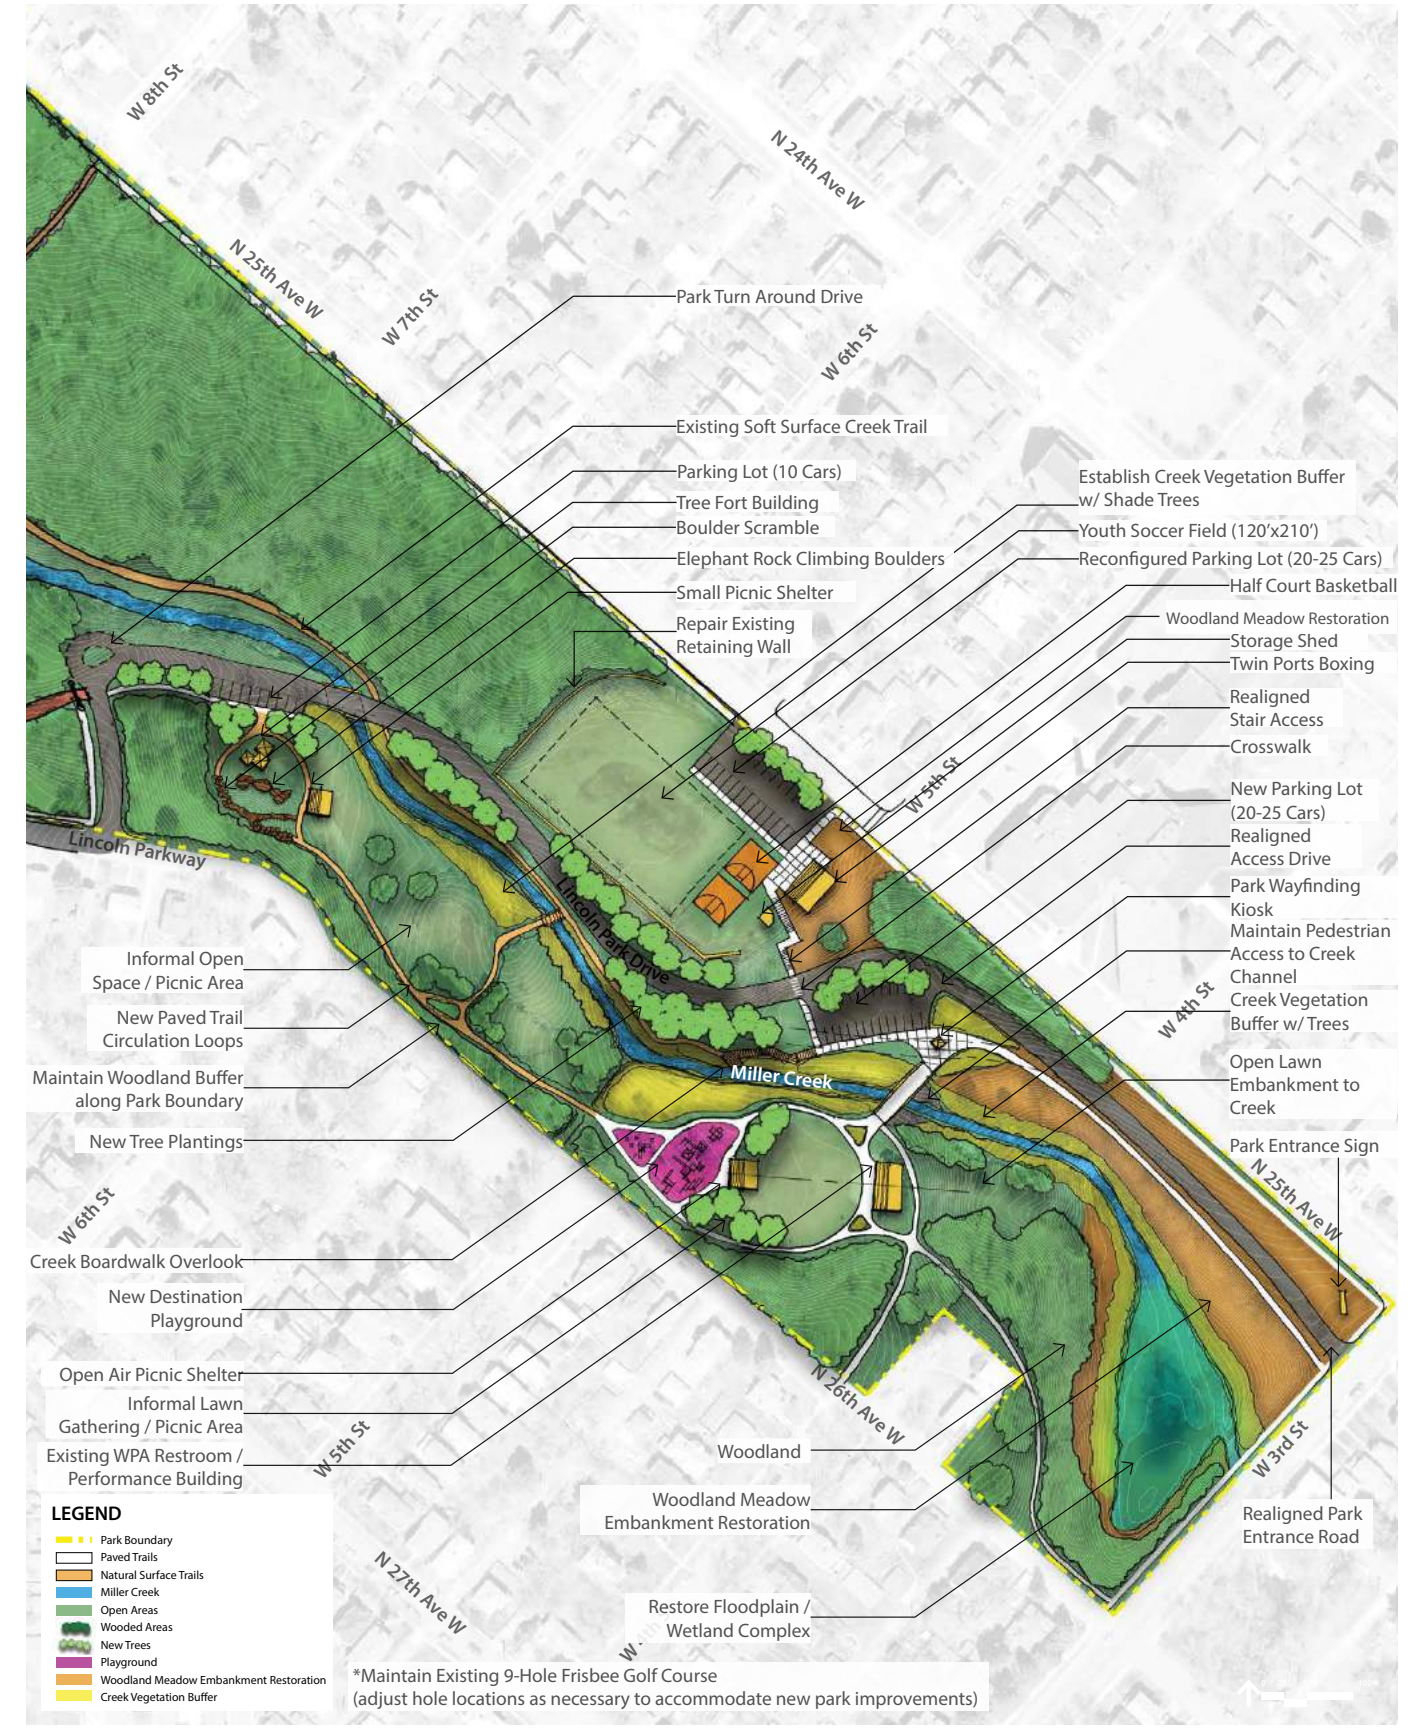 W 8th St
N 24th Ave W
N 25th Ave W
W 7th St
W 6th St
Park Turn Around Drive
Existing Soft Surface Creek Trail
Parking Lot (10 Cars)
Tree Fort Building
Boulder Scramble
Elephant Rock Climbing Boulders
Small Picnic Shelter
Repair Existing
Retaining Wall
Establish Creek Vegetation Buffer
w/ Shade Trees
Youth Soccer Field (120'x210')
Reconfigured Parking Lot (20-25 Cars)
Half Court Basketball
Woodland Meadow Restoration
Storage Shed
Twin Ports Boxing
Realigned
Stair Access
Crosswalk
New Parking Lot
(20-25 Cars)
Realigned
Access Drive
Park Wayfinding
Kiosk
Maintain Pedestrian
Access to Creek
Channel
Creek Vegetation
Buffer w/ Trees
Open Lawn
Embankment to
Creek
Park Entrance Sign
W 5th St
W 4th St
N 25th Ave W
Lincoln Parkway
Lincoln Park Drive
Miller Creek
Informal Open
Space / Picnic Area
New Paved Trail
Circulation Loops
Maintain Woodland Buffer
along Park Boundary
New Tree Plantings
W 6th St
Creek Boardwalk Overlook
New Destination
Playground
Open Air Picnic Shelter
Informal Lawn
Gathering / Picnic Area
Existing WPA Restroom /
Performance Building
W 5th St
N 26th Ave W
W 3rd St
Woodland
Woodland Meadow
Embankment Restoration
Realigned Park
Entrance Road
Restore Floodplain /
Wetland Complex
N 27th Ave W
LEGEND
Park Boundary
Paved Trails
Natural Surface Trails
Miller Creek
Open Areas
Wooded Areas
New Trees
Playground
Woodland Meadow Embankment Restoration
Creek Vegetation Buffer
*Maintain Existing 9-Hole Frisbee Golf Course
(adjust hole locations as necessary to accommodate new park improvements)